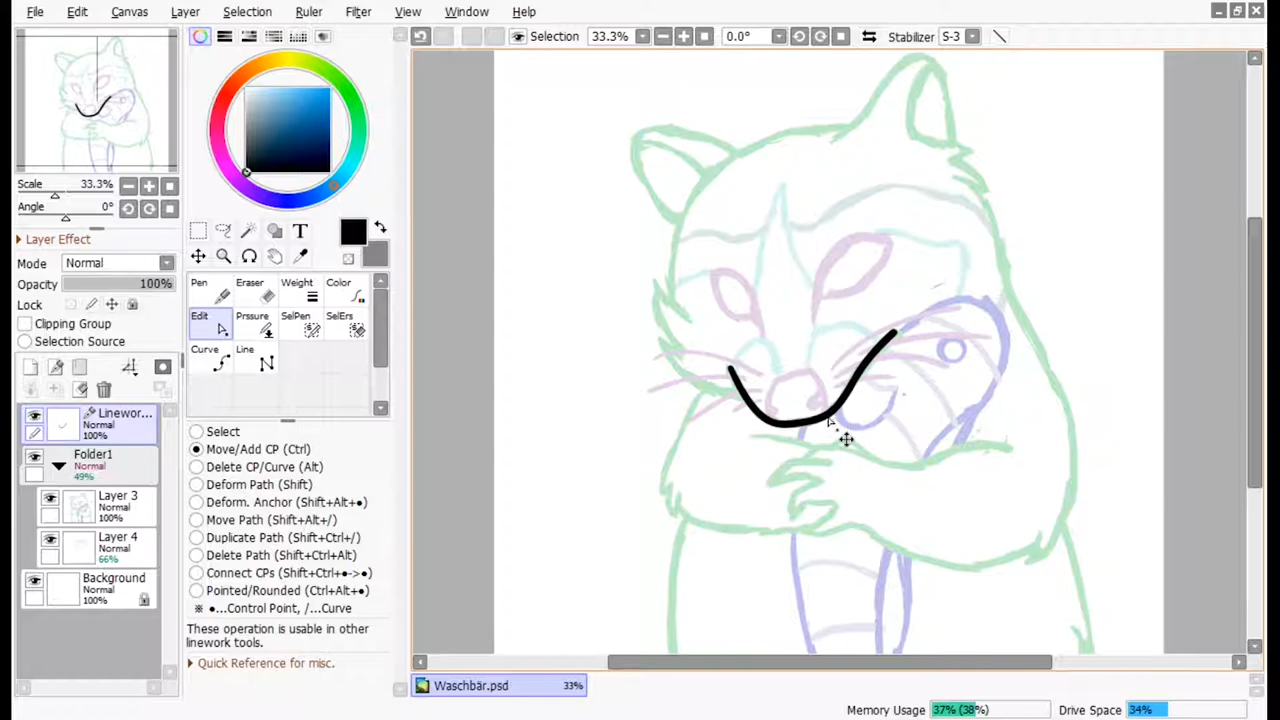 File Edit Canvas Layer Selection Ruler Filter View Window Help
Selection 33.3% 0.0° Stabilizer S-3
Scale 33.3%
Angle 0°
Layer Effect
Mode Normal
Opacity 100%
Lock
Clipping Group
Selection Source
Linewor...
Normal
100%
Folder1
Normal
49%
Layer 3
Normal
100%
Layer 4
Normal
66%
Background
Normal
100%
T
Pen Eraser Weight Color
Edit Prssure SelPen SelErs
Curve Line
Select
Move/Add CP (Ctrl)
Delete CP/Curve (Alt)
Deform Path (Shift)
Deform. Anchor (Shift+Alt+●)
Move Path (Shift+Alt+/)
Duplicate Path (Shift+Ctrl+/)
Delete Path (Shift+Ctrl+Alt)
Connect CPs (Shift+Ctrl+●->●)
Pointed/Rounded (Ctrl+Alt+●)
※ ●...Control Point, /...Curve
These operation is usable in other
linework tools.
Quick Reference for misc.
Waschbär.psd 33%
Memory Usage 37% (38%) Drive Space 34%